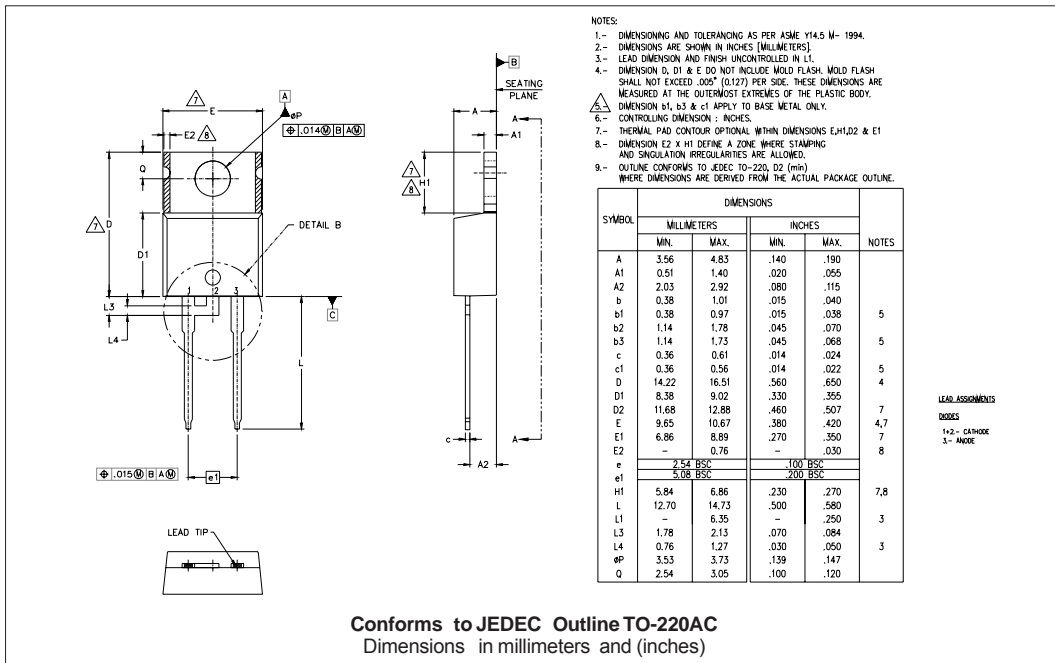 NOTES:
1.- DIMENSIONING AND TOLERANCING AS PER ASME Y14.5 M- 1994.
2.- DIMENSIONS ARE SHOWN IN INCHES [MILLIMETERS].
3.- LEAD DIMENSION AND FINISH UNCONTROLLED IN L1.
4.- DIMENSION D, D1 & E DO NOT INCLUDE MOLD FLASH. MOLD FLASH
SHALL NOT EXCEED .005" (0.127) PER SIDE. THESE DIMENSIONS ARE
MEASURED AT THE OUTERMOST EXTREMES OF THE PLASTIC BODY.
5.- DIMENSION b1, b3 & c1 APPLY TO BASE METAL ONLY.
6.- CONTROLLING DIMENSION : INCHES.
7.- THERMAL PAD CONTOUR OPTIONAL WITHIN DIMENSIONS E,H1,D2 & E1
8.- DIMENSION E2 X H1 DEFINE A ZONE WHERE STAMPING
AND SINGULATION IRREGULARITIES ARE ALLOWED.
9.- OUTLINE CONFORMS TO JEDEC TO-220, D2 (min)
WHERE DIMENSIONS ARE DERIVED FROM THE ACTUAL PACKAGE OUTLINE.
7
E
A
øP
E2 8
⌖ .014Ⓜ B AⓂ
Q
7 D
D1
DETAIL B
1 2 3
L3
L4
C
L
⌖ .015Ⓜ B AⓂ
e1
LEAD TIP
B
SEATING
PLANE
A
A1
A
7
8
H1
c
A2
A
SYMBOL DIMENSIONS NOTES
MILLIMETERS INCHES
MIN. MAX. MIN. MAX.
A 3.56 4.83 .140 .190
A1 0.51 1.40 .020 .055
A2 2.03 2.92 .080 .115
b 0.38 1.01 .015 .040
b1 0.38 0.97 .015 .038 5
b2 1.14 1.78 .045 .070
b3 1.14 1.73 .045 .068 5
c 0.36 0.61 .014 .024
c1 0.36 0.56 .014 .022 5
D 14.22 16.51 .560 .650 4
D1 8.38 9.02 .330 .355
D2 11.68 12.88 .460 .507 7
E 9.65 10.67 .380 .420 4,7
E1 6.86 8.89 .270 .350 7
E2 – 0.76 – .030 8
e 2.54 BSC .100 BSC
e1 5.08 BSC .200 BSC
H1 5.84 6.86 .230 .270 7,8
L 12.70 14.73 .500 .580
L1 – 6.35 – .250 3
L3 1.78 2.13 .070 .084
L4 0.76 1.27 .030 .050 3
øP 3.53 3.73 .139 .147
Q 2.54 3.05 .100 .120
LEAD ASSIGNMENTS
DIODES
1+2.- CATHODE
3.- ANODE
Conforms to JEDEC Outline TO-220AC
Dimensions in millimeters and (inches)